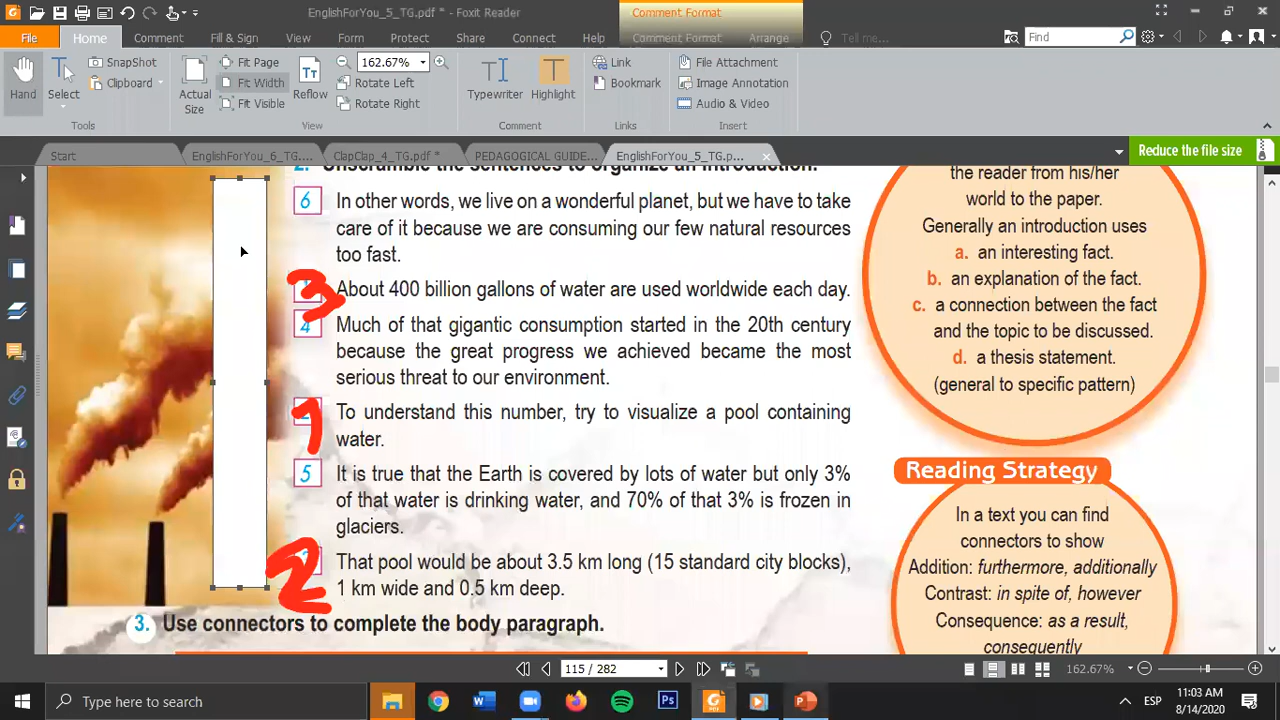 EnglishForYou_5_TG.pdf * - Foxit Reader
Comment Format
File Home Comment Fill & Sign View Form Protect Share Connect Help Comment Format Arrange Tell me... Find
Hand
Select
SnapShot
Clipboard
Tools
Actual Size
Fit Page
Fit Width
Fit Visible
Reflow
162.67%
Rotate Left
Rotate Right
View
Typewriter
Highlight
Comment
Link
Bookmark
Links
File Attachment
Image Annotation
Audio & Video
Insert
Start EnglishForYou_6_TG.... ClapClap_4_TG.pdf * PEDAGOGICAL GUIDE... EnglishForYou_5_TG.p... Reduce the file size
2. Unscramble the sentences to organize an introduction.
6 In other words, we live on a wonderful planet, but we have to take
care of it because we are consuming our few natural resources
too fast.
3 About 400 billion gallons of water are used worldwide each day.
4 Much of that gigantic consumption started in the 20th century
because the great progress we achieved became the most
serious threat to our environment.
1 To understand this number, try to visualize a pool containing
water.
5 It is true that the Earth is covered by lots of water but only 3%
of that water is drinking water, and 70% of that 3% is frozen in
glaciers.
2 That pool would be about 3.5 km long (15 standard city blocks),
1 km wide and 0.5 km deep.
3. Use connectors to complete the body paragraph.
the reader from his/her
world to the paper.
Generally an introduction uses
a. an interesting fact.
b. an explanation of the fact.
c. a connection between the fact
and the topic to be discussed.
d. a thesis statement.
(general to specific pattern)
Reading Strategy
In a text you can find
connectors to show
Addition: furthermore, additionally
Contrast: in spite of, however
Consequence: as a result,
consequently
115 / 282
162.67%
Type here to search
ESP
11:03 AM
8/14/2020